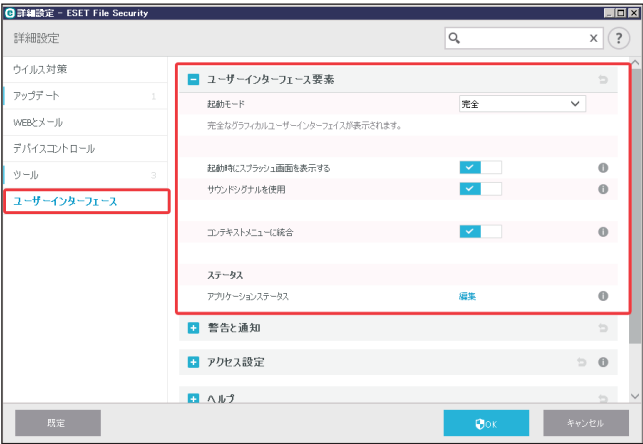 詳細設定 - ESET File Security
詳細設定
x
?
ウイルス対策
アップデート 1
WEBとメール
デバイスコントロール
ツール 3
ユーザーインターフェース
ユーザーインターフェース要素
起動モード 完全
完全なグラフィカルユーザーインターフェイスが表示されます。
起動時にスプラッシュ画面を表示する
サウンドシグナルを使用
コンテキストメニューに統合
ステータス
アプリケーションステータス 編集
警告と通知
アクセス設定
ヘルプ
既定
OK
キャンセル